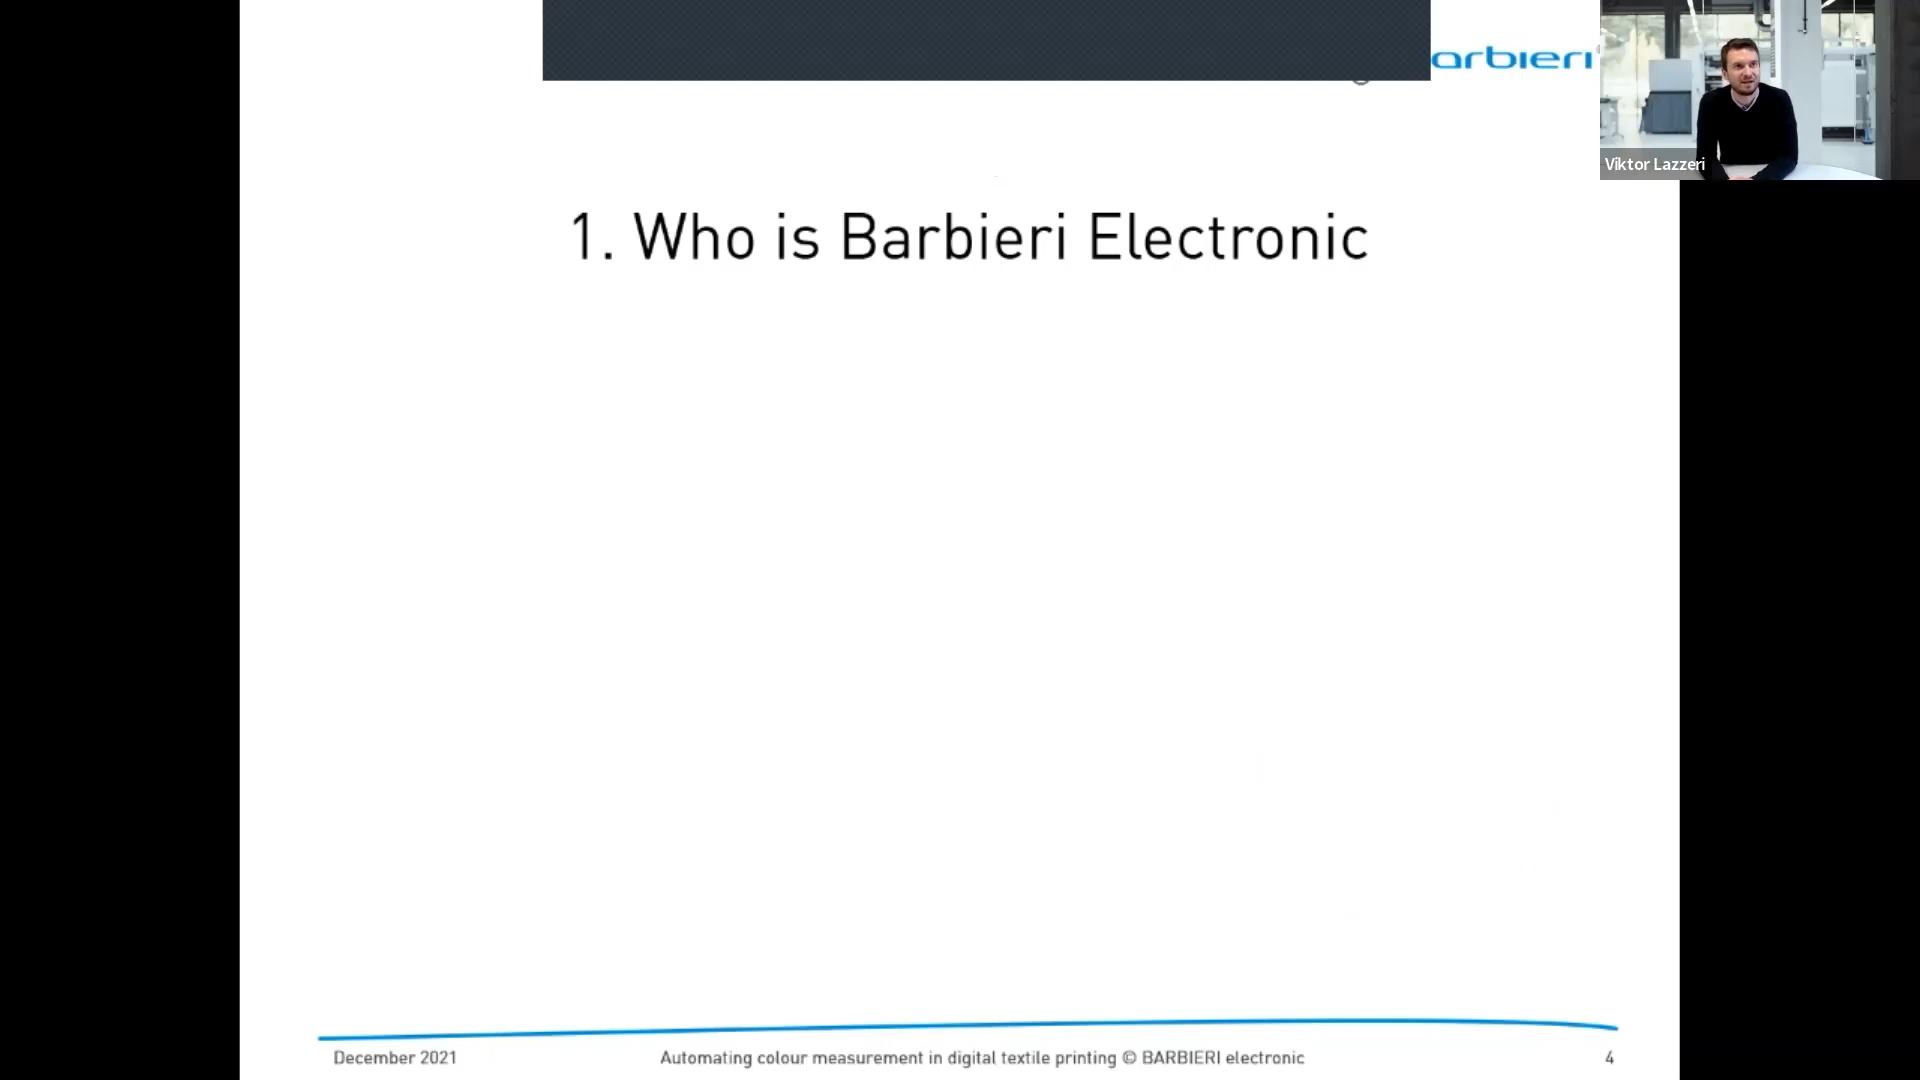 arbieri
Viktor Lazzeri
1. Who is Barbieri Electronic
December 2021
Automating colour measurement in digital textile printing © BARBIERI electronic
4